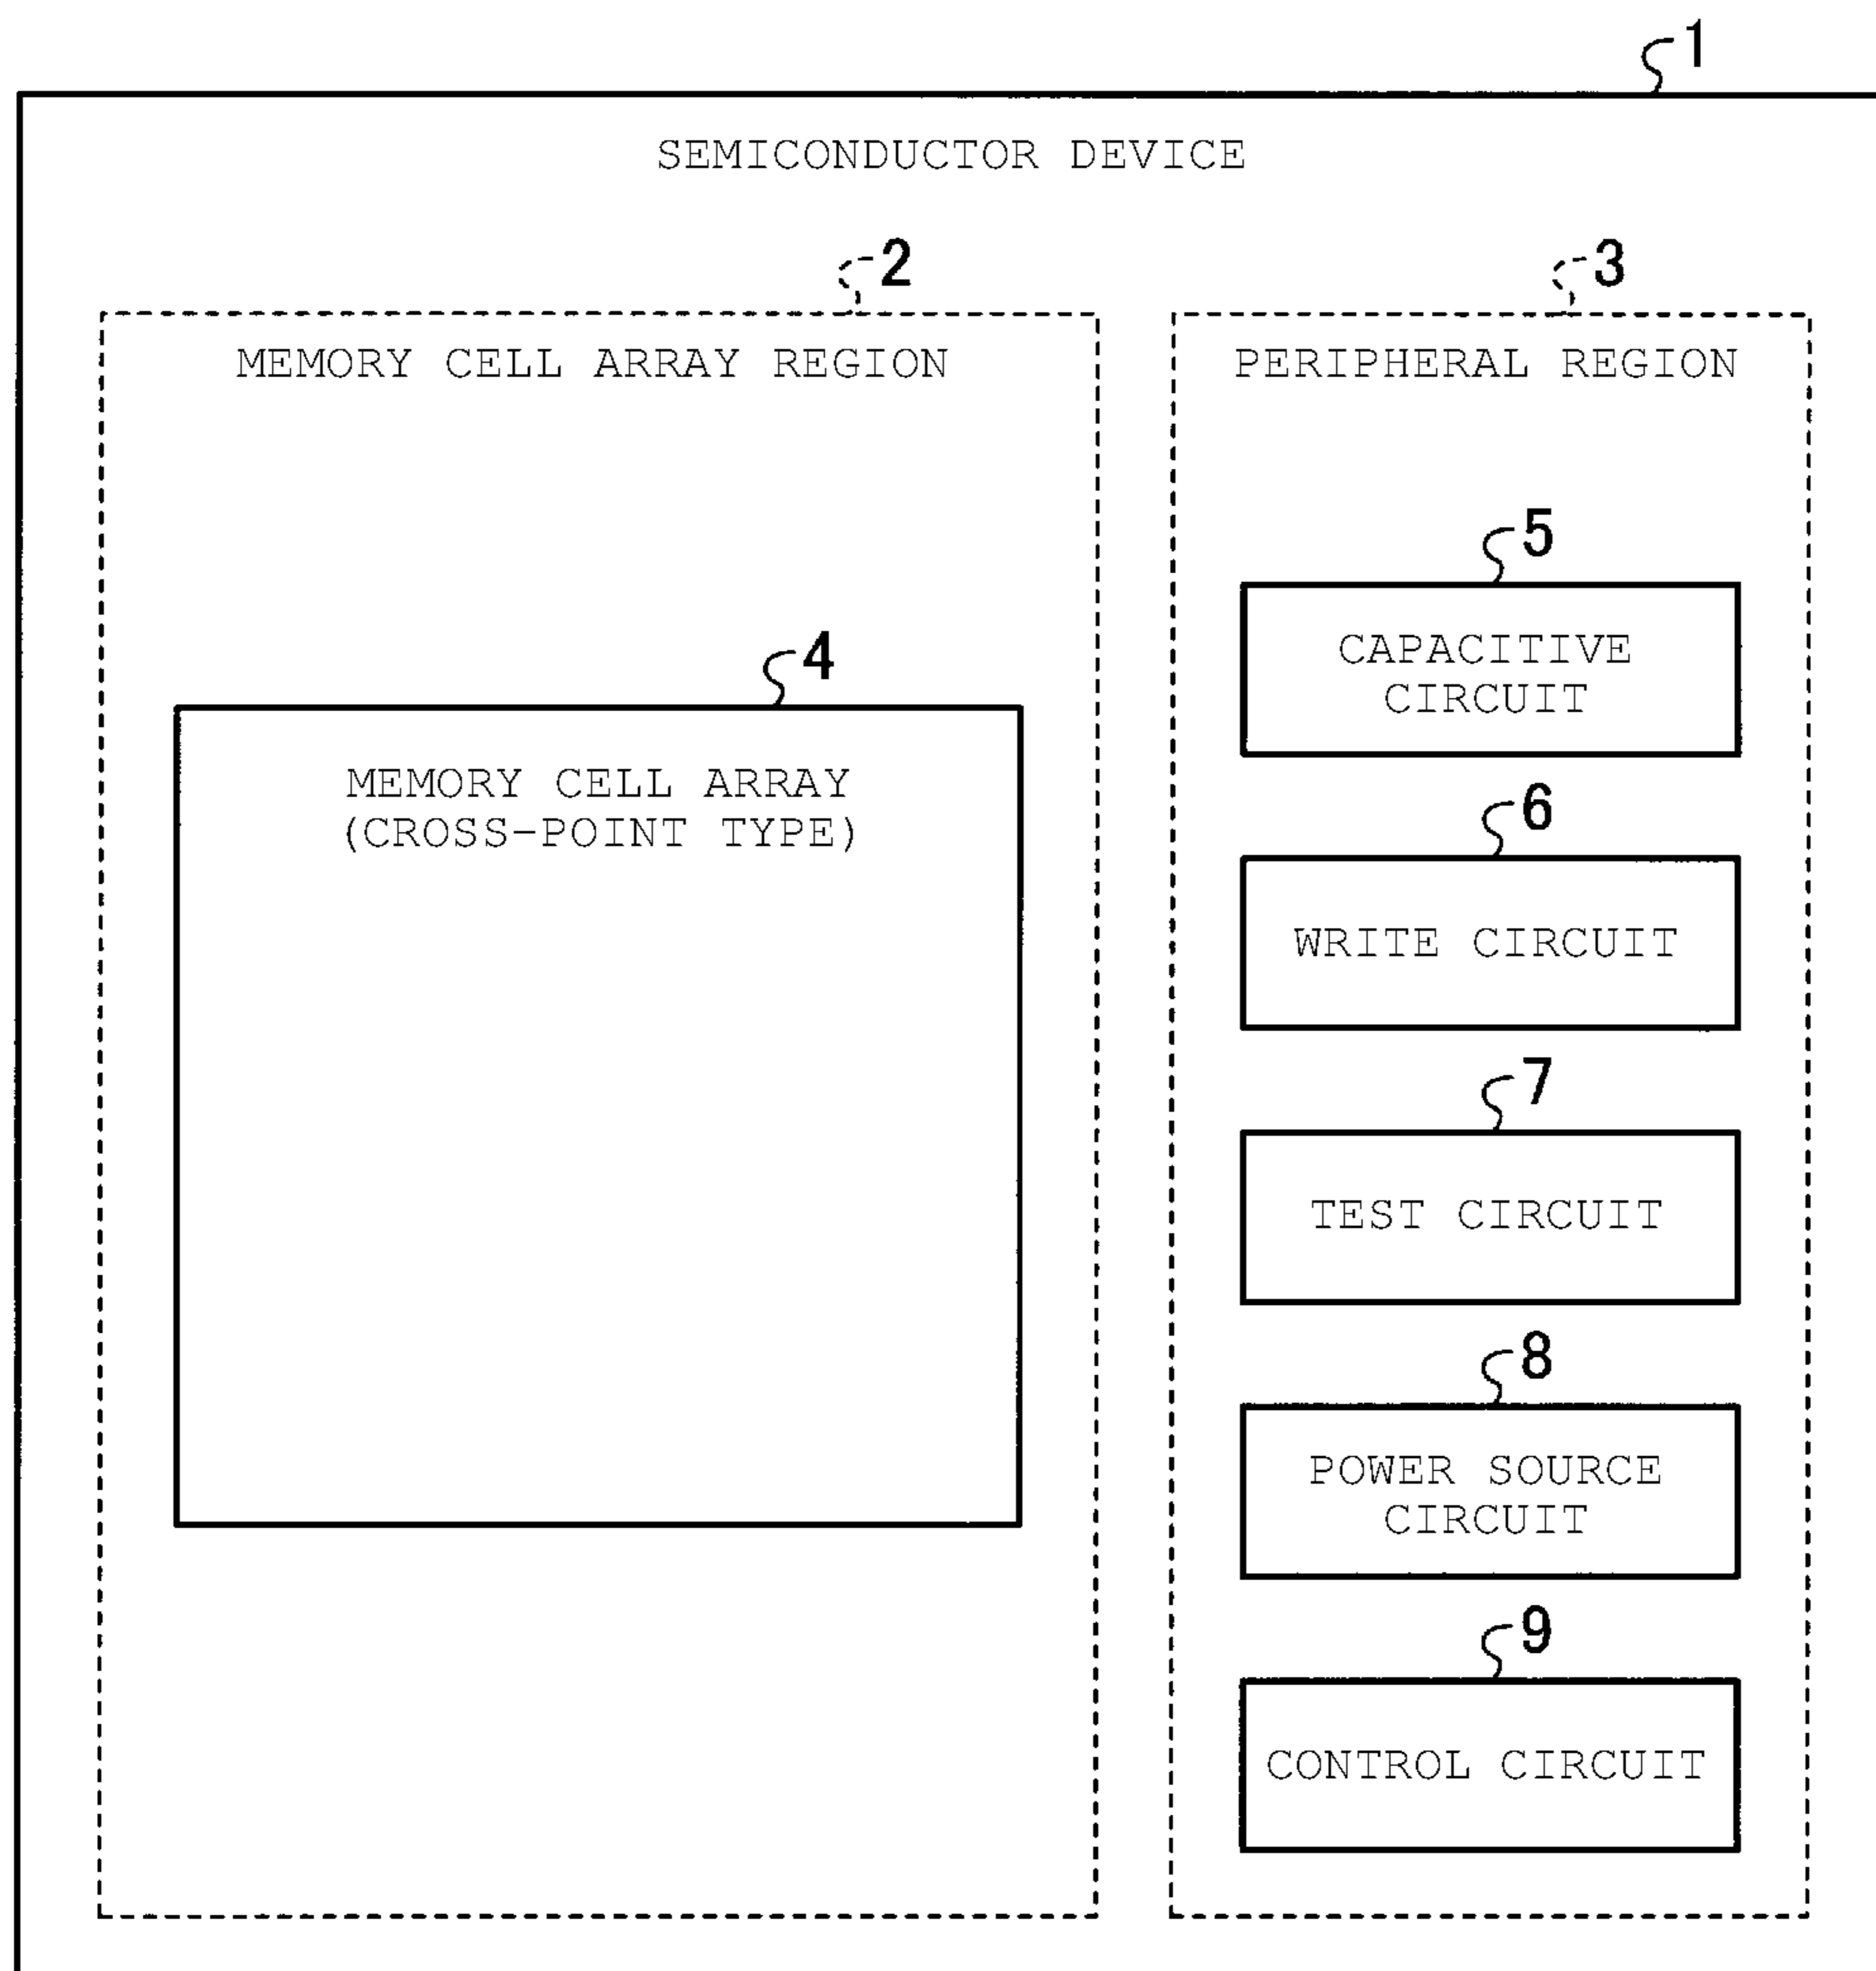 1
SEMICONDUCTOR DEVICE
2
MEMORY CELL ARRAY REGION
4
MEMORY CELL ARRAY
(CROSS-POINT TYPE)
3
PERIPHERAL REGION
5
CAPACITIVE
CIRCUIT
6
WRITE CIRCUIT
7
TEST CIRCUIT
8
POWER SOURCE
CIRCUIT
9
CONTROL CIRCUIT